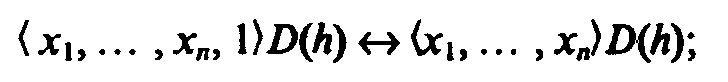 ⟨ x₁, … , xₙ, 1⟩D(h) ↔ ⟨x₁, … , xₙ⟩D(h);